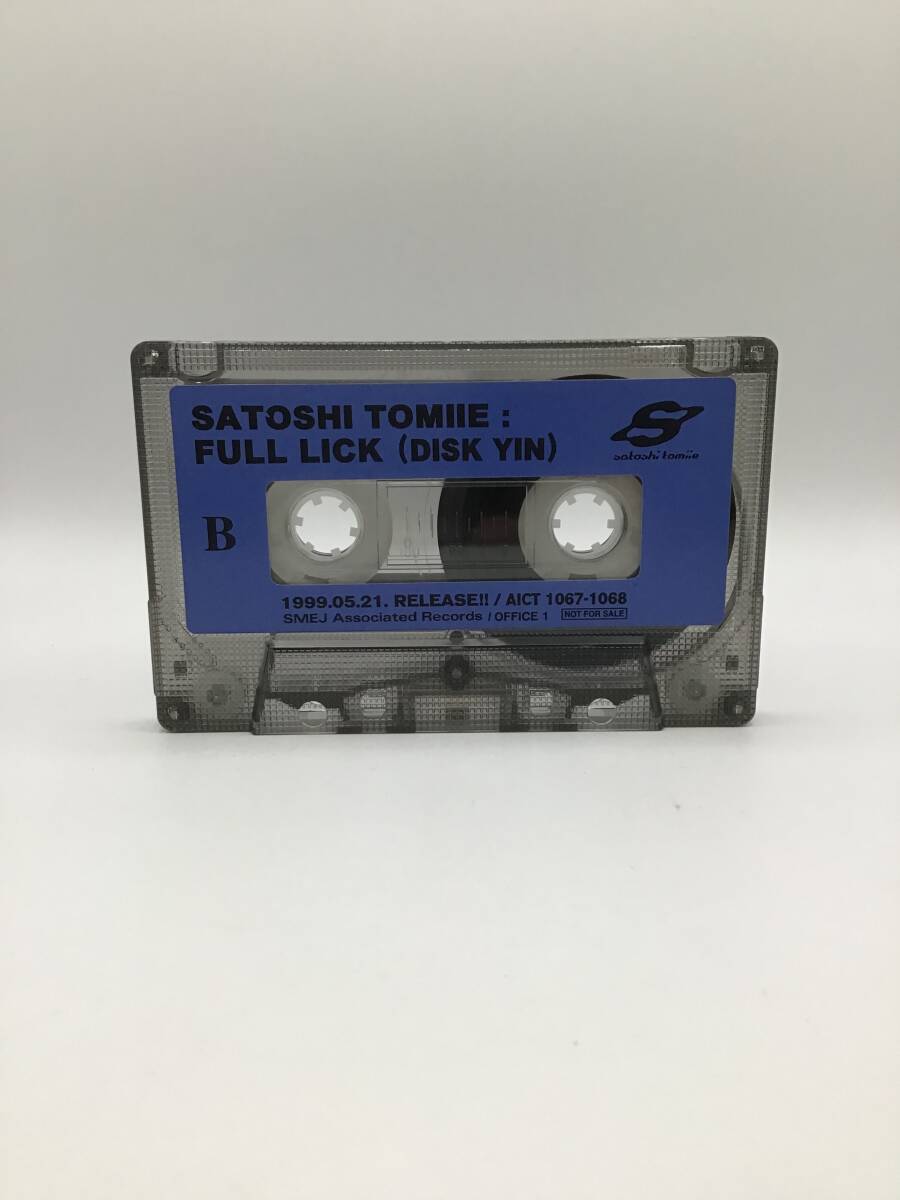 SATOSHI TOMIIE :
FULL LICK (DISK YIN)
satoshi tomiie
B
1999.05.21. RELEASE!! / AICT 1067-1068
SMEJ Associated Records / OFFICE 1 NOT FOR SALE